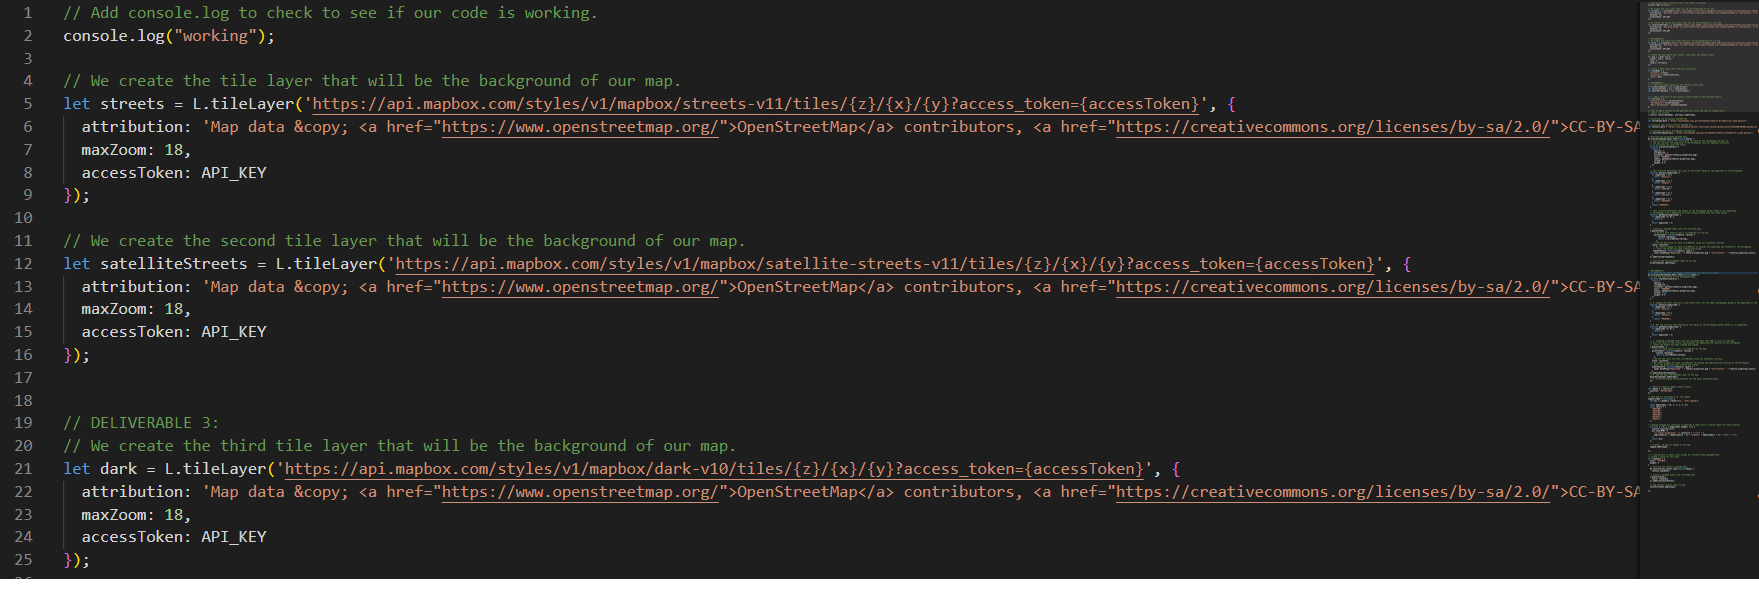 1 // Add console.log to check to see if our code is working.
2 console.log("working");
3
4 // We create the tile layer that will be the background of our map.
5 let streets = L.tileLayer('https://api.mapbox.com/styles/v1/mapbox/streets-v11/tiles/{z}/{x}/{y}?access_token={accessToken}', {
6 attribution: 'Map data &copy; <a href="https://www.openstreetmap.org/">OpenStreetMap</a> contributors, <a href="https://creativecommons.org/licenses/by-sa/2.0/">CC-BY-SA
7 maxZoom: 18,
8 accessToken: API_KEY
9 });
10
11 // We create the second tile layer that will be the background of our map.
12 let satelliteStreets = L.tileLayer('https://api.mapbox.com/styles/v1/mapbox/satellite-streets-v11/tiles/{z}/{x}/{y}?access_token={accessToken}', {
13 attribution: 'Map data &copy; <a href="https://www.openstreetmap.org/">OpenStreetMap</a> contributors, <a href="https://creativecommons.org/licenses/by-sa/2.0/">CC-BY-SA
14 maxZoom: 18,
15 accessToken: API_KEY
16 });
17
18
19 // DELIVERABLE 3:
20 // We create the third tile layer that will be the background of our map.
21 let dark = L.tileLayer('https://api.mapbox.com/styles/v1/mapbox/dark-v10/tiles/{z}/{x}/{y}?access_token={accessToken}', {
22 attribution: 'Map data &copy; <a href="https://www.openstreetmap.org/">OpenStreetMap</a> contributors, <a href="https://creativecommons.org/licenses/by-sa/2.0/">CC-BY-SA
23 maxZoom: 18,
24 accessToken: API_KEY
25 });